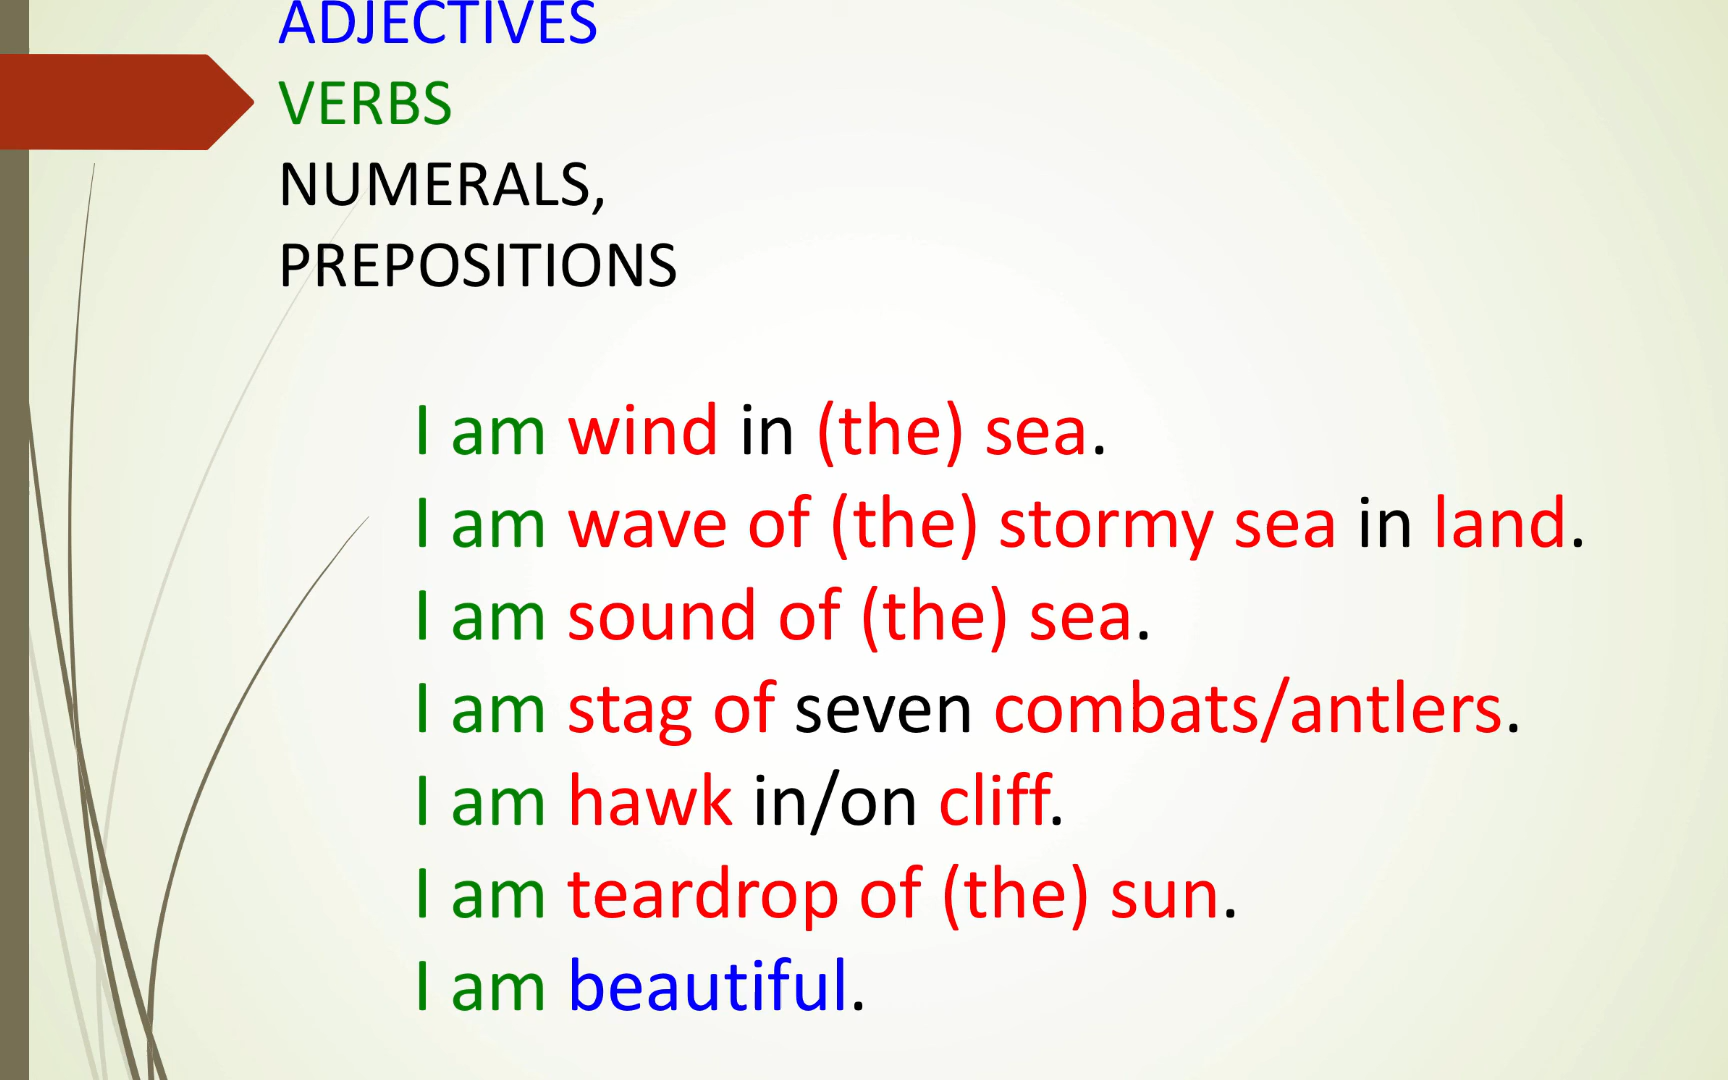 ADJECTIVES
VERBS
NUMERALS,
PREPOSITIONS
I am wind in (the) sea.
I am wave of (the) stormy sea in land.
I am sound of (the) sea.
I am stag of seven combats/antlers.
I am hawk in/on cliff.
I am teardrop of (the) sun.
I am beautiful.